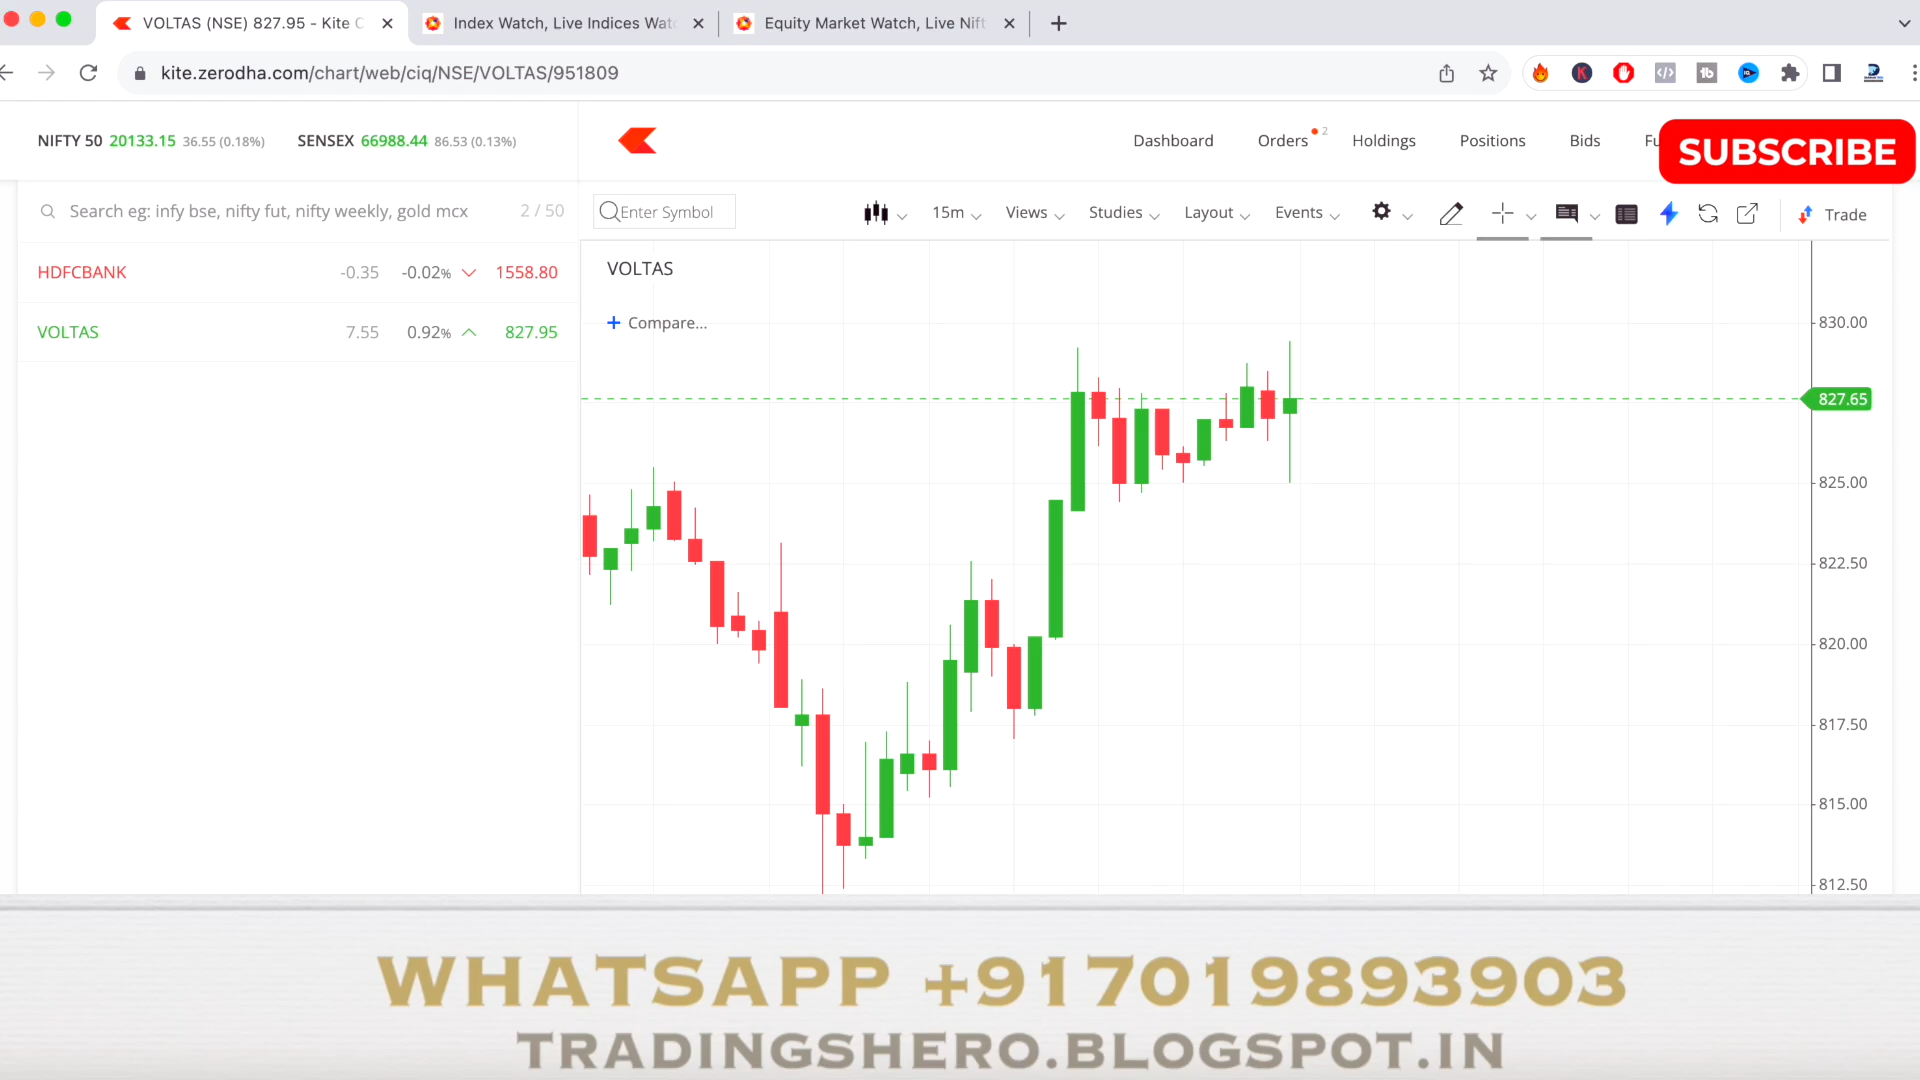 VOLTAS (NSE) 827.95 - Kite C
Index Watch, Live Indices Wat
Equity Market Watch, Live Nift
kite.zerodha.com/chart/web/ciq/NSE/VOLTAS/951809
NIFTY 50 20133.15 36.55 (0.18%) SENSEX 66988.44 86.53 (0.13%)
Dashboard Orders 2 Holdings Positions Bids Fu
SUBSCRIBE
Search eg: infy bse, nifty fut, nifty weekly, gold mcx 2 / 50
Enter Symbol 15m Views Studies Layout Events Trade
HDFCBANK -0.35 -0.02% 1558.80
VOLTAS 7.55 0.92% 827.95
VOLTAS
+ Compare...
830.00
827.65
825.00
822.50
820.00
817.50
815.00
812.50
WHATSAPP +917019893903
TRADINGSHERO.BLOGSPOT.IN